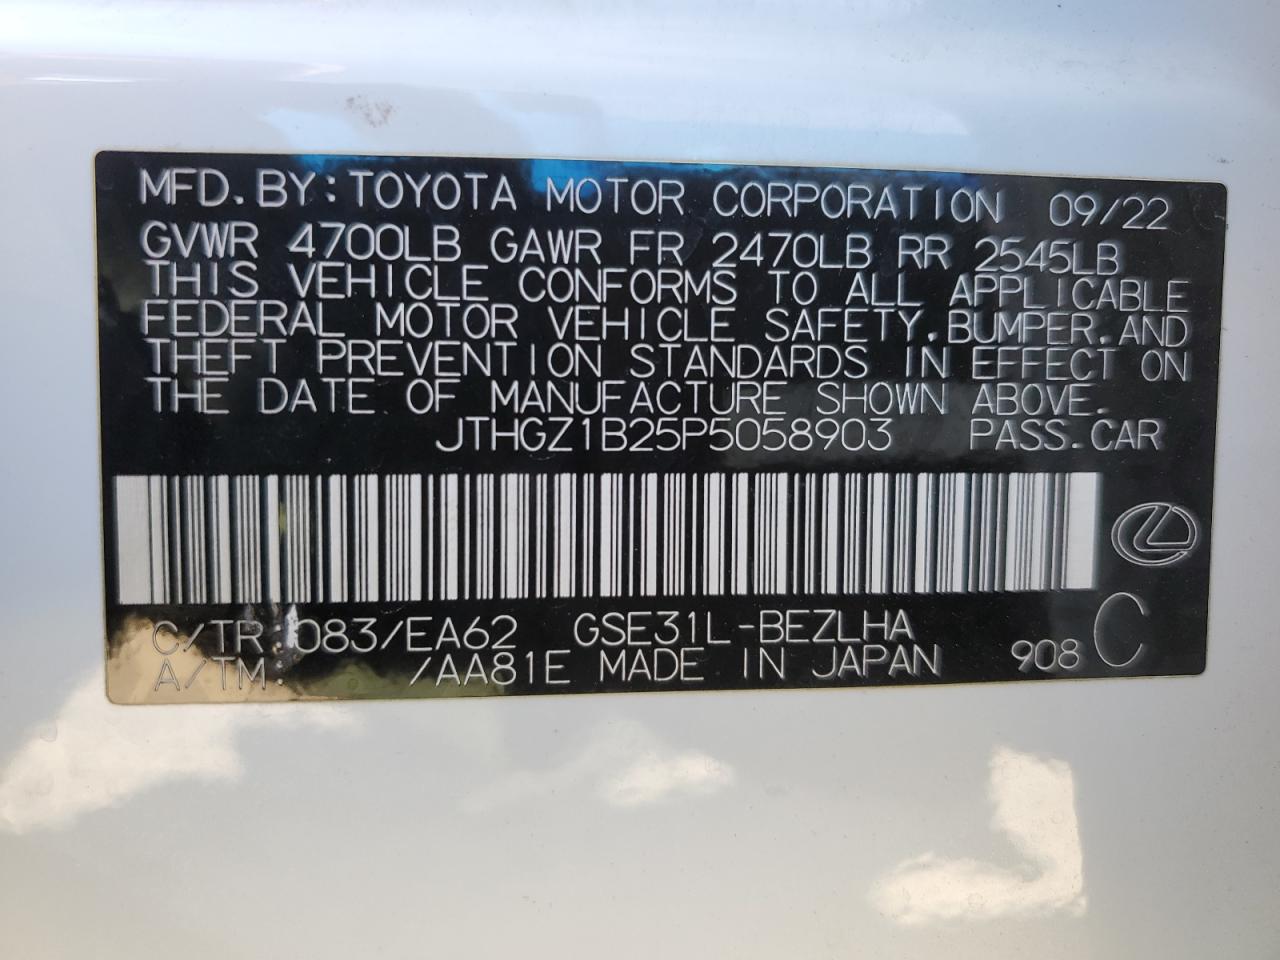 MFD. BY: TOYOTA MOTOR CORPORATION 09/22
GVWR 4700LB GAWR FR 2470LB RR 2545LB
THIS VEHICLE CONFORMS TO ALL APPLICABLE
FEDERAL MOTOR VEHICLE SAFETY, BUMPER, AND
THEFT PREVENTION STANDARDS IN EFFECT ON
THE DATE OF MANUFACTURE SHOWN ABOVE.
JTHGZ1B25P5058903 PASS. CAR
C/TR: 083/EA62 GSE31L-BEZLHA
A/TM: /AA81E MADE IN JAPAN 908 C